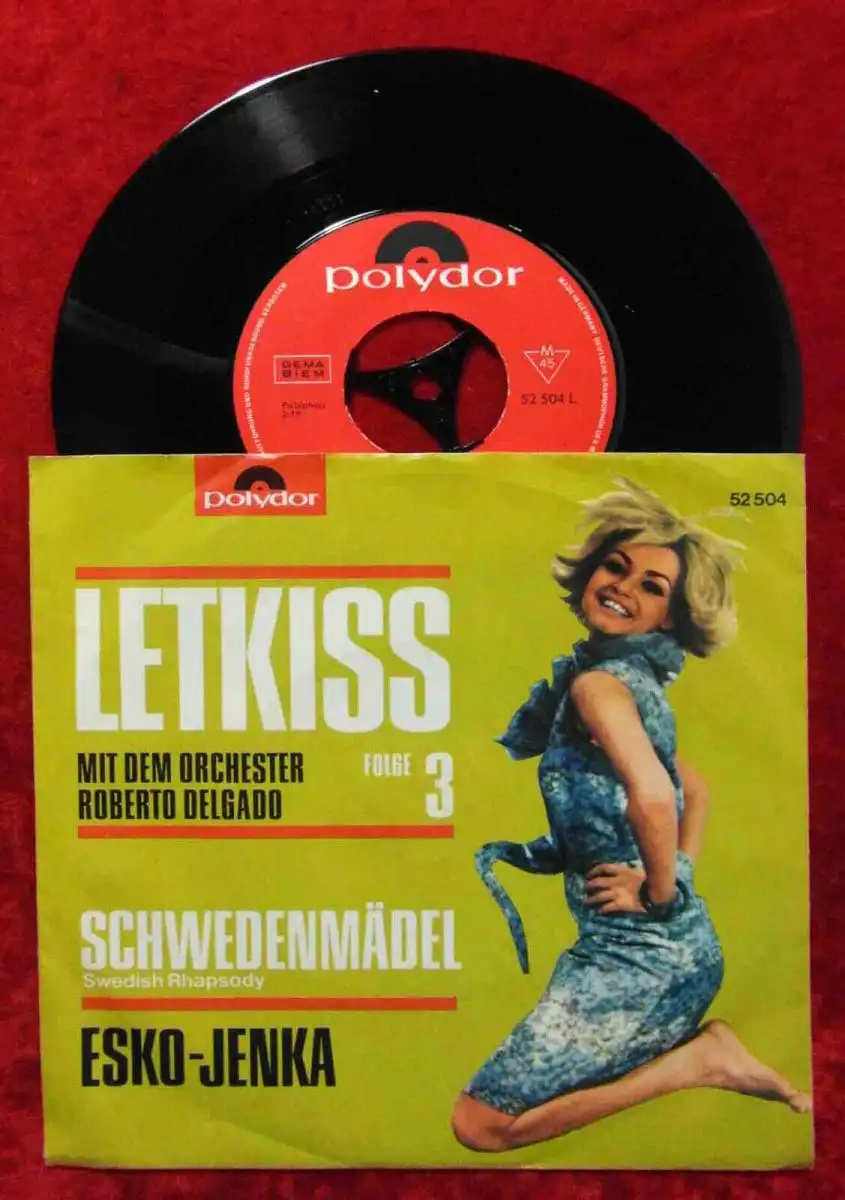 polydor
GEMA
BIEM
M
45
52 504 L
polydor
52 504
LETKISS
MIT DEM ORCHESTER
ROBERTO DELGADO
FOLGE 3
SCHWEDENMÄDEL
Swedish Rhapsody
ESKO-JENKA